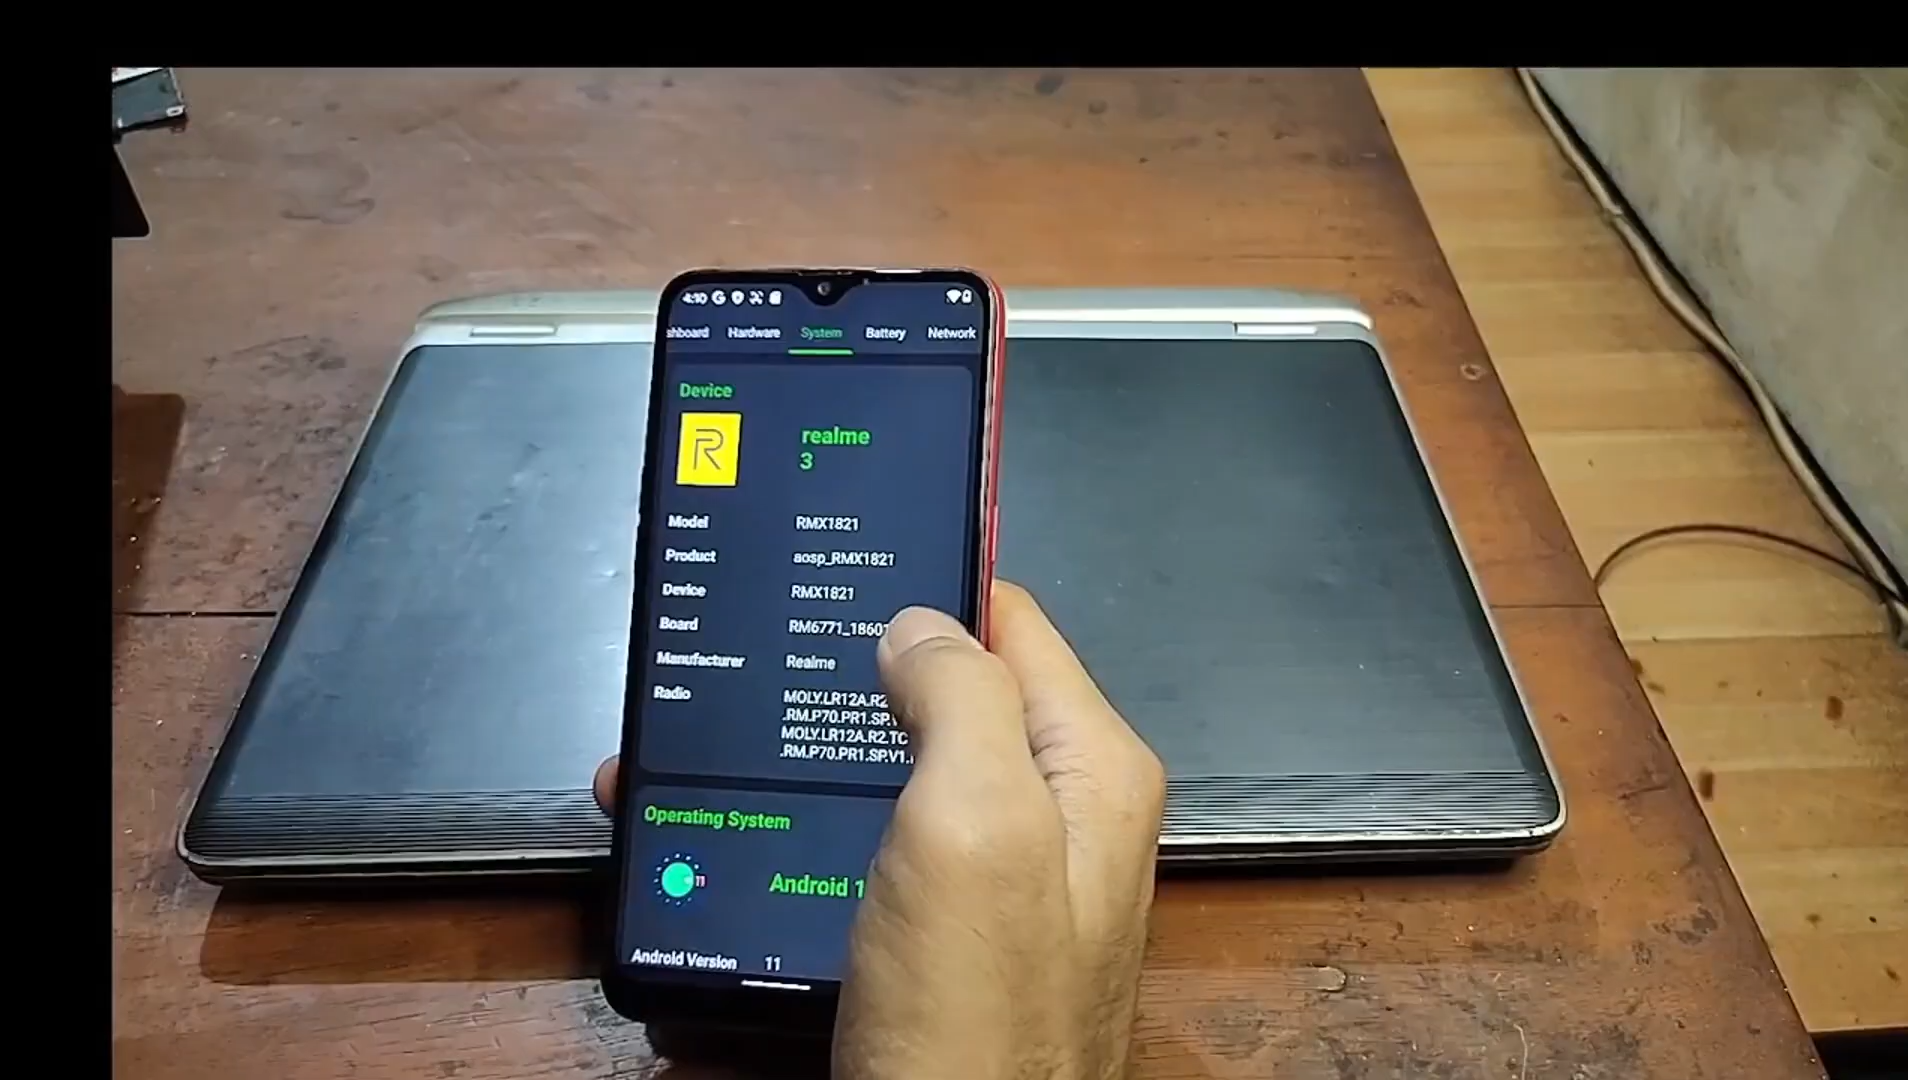 4:10
shboard Hardware System Battery Network
Device
R
realme
3
Model RMX1821
Product aosp_RMX1821
Device RMX1821
Board RM6771_1860
Manufacturer Realme
Radio MOLY.LR12A.R2
.RM.P70.PR1.SP.
MOLY.LR12A.R2.TC
.RM.P70.PR1.SP.V1.
Operating System
11
Android 1
Android Version 11